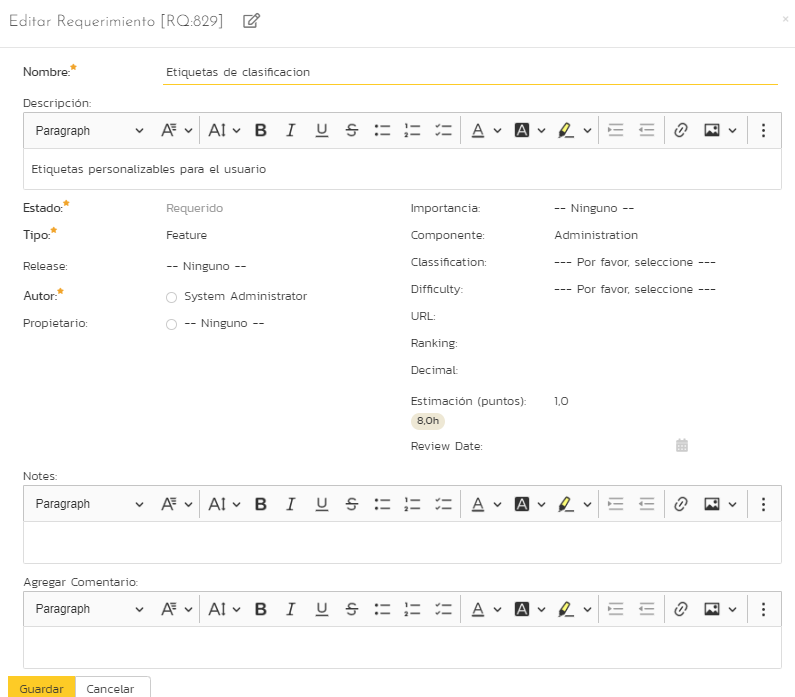 Editar Requerimiento [RQ:829]
×
Nombre:*
Etiquetas de clasificacion
Descripción:
Paragraph
Etiquetas personalizables para el usuario
Estado:*
Requerido
Importancia:
-- Ninguno --
Tipo:*
Feature
Componente:
Administration
Release:
-- Ninguno --
Classification:
--- Por favor, seleccione ---
Autor:*
System Administrator
Difficulty:
--- Por favor, seleccione ---
Propietario:
-- Ninguno --
URL:
Ranking:
Decimal:
Estimación (puntos):
1,0
8,0h
Review Date:
Notes:
Paragraph
Agregar Comentario:
Paragraph
Guardar
Cancelar